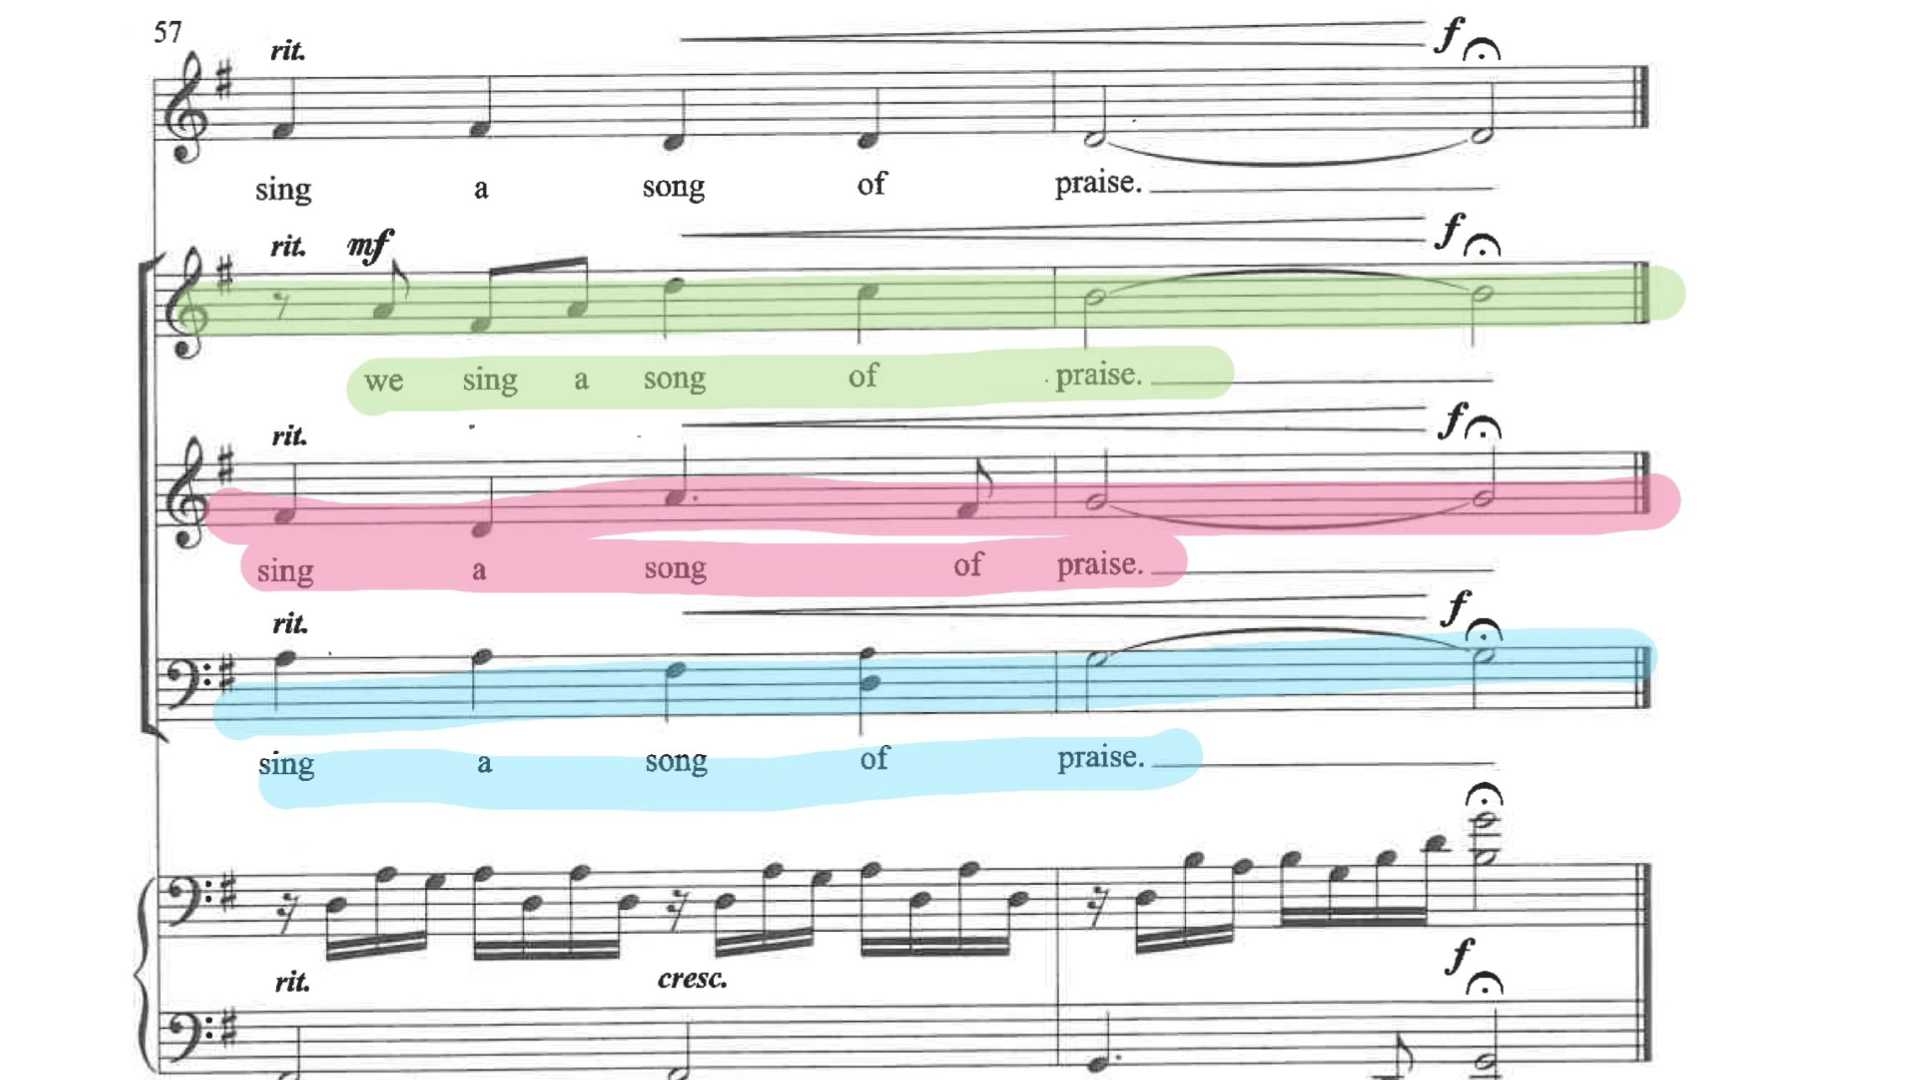 57
rit.
f
sing a song of praise.
rit. mf
f
we sing a song of praise.
rit.
f
sing a song of praise.
rit.
f
sing a song of praise.
rit. cresc.
f